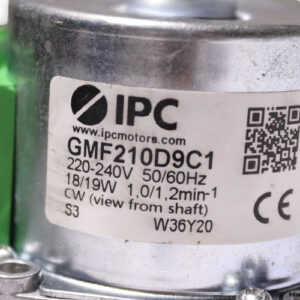 IPC
www.ipcmotors.com
GMF210D9C1
220-240V 50/60Hz
18/19W 1,0/1,2min-¹
CW (view from shaft)
S3 W36Y20
CE